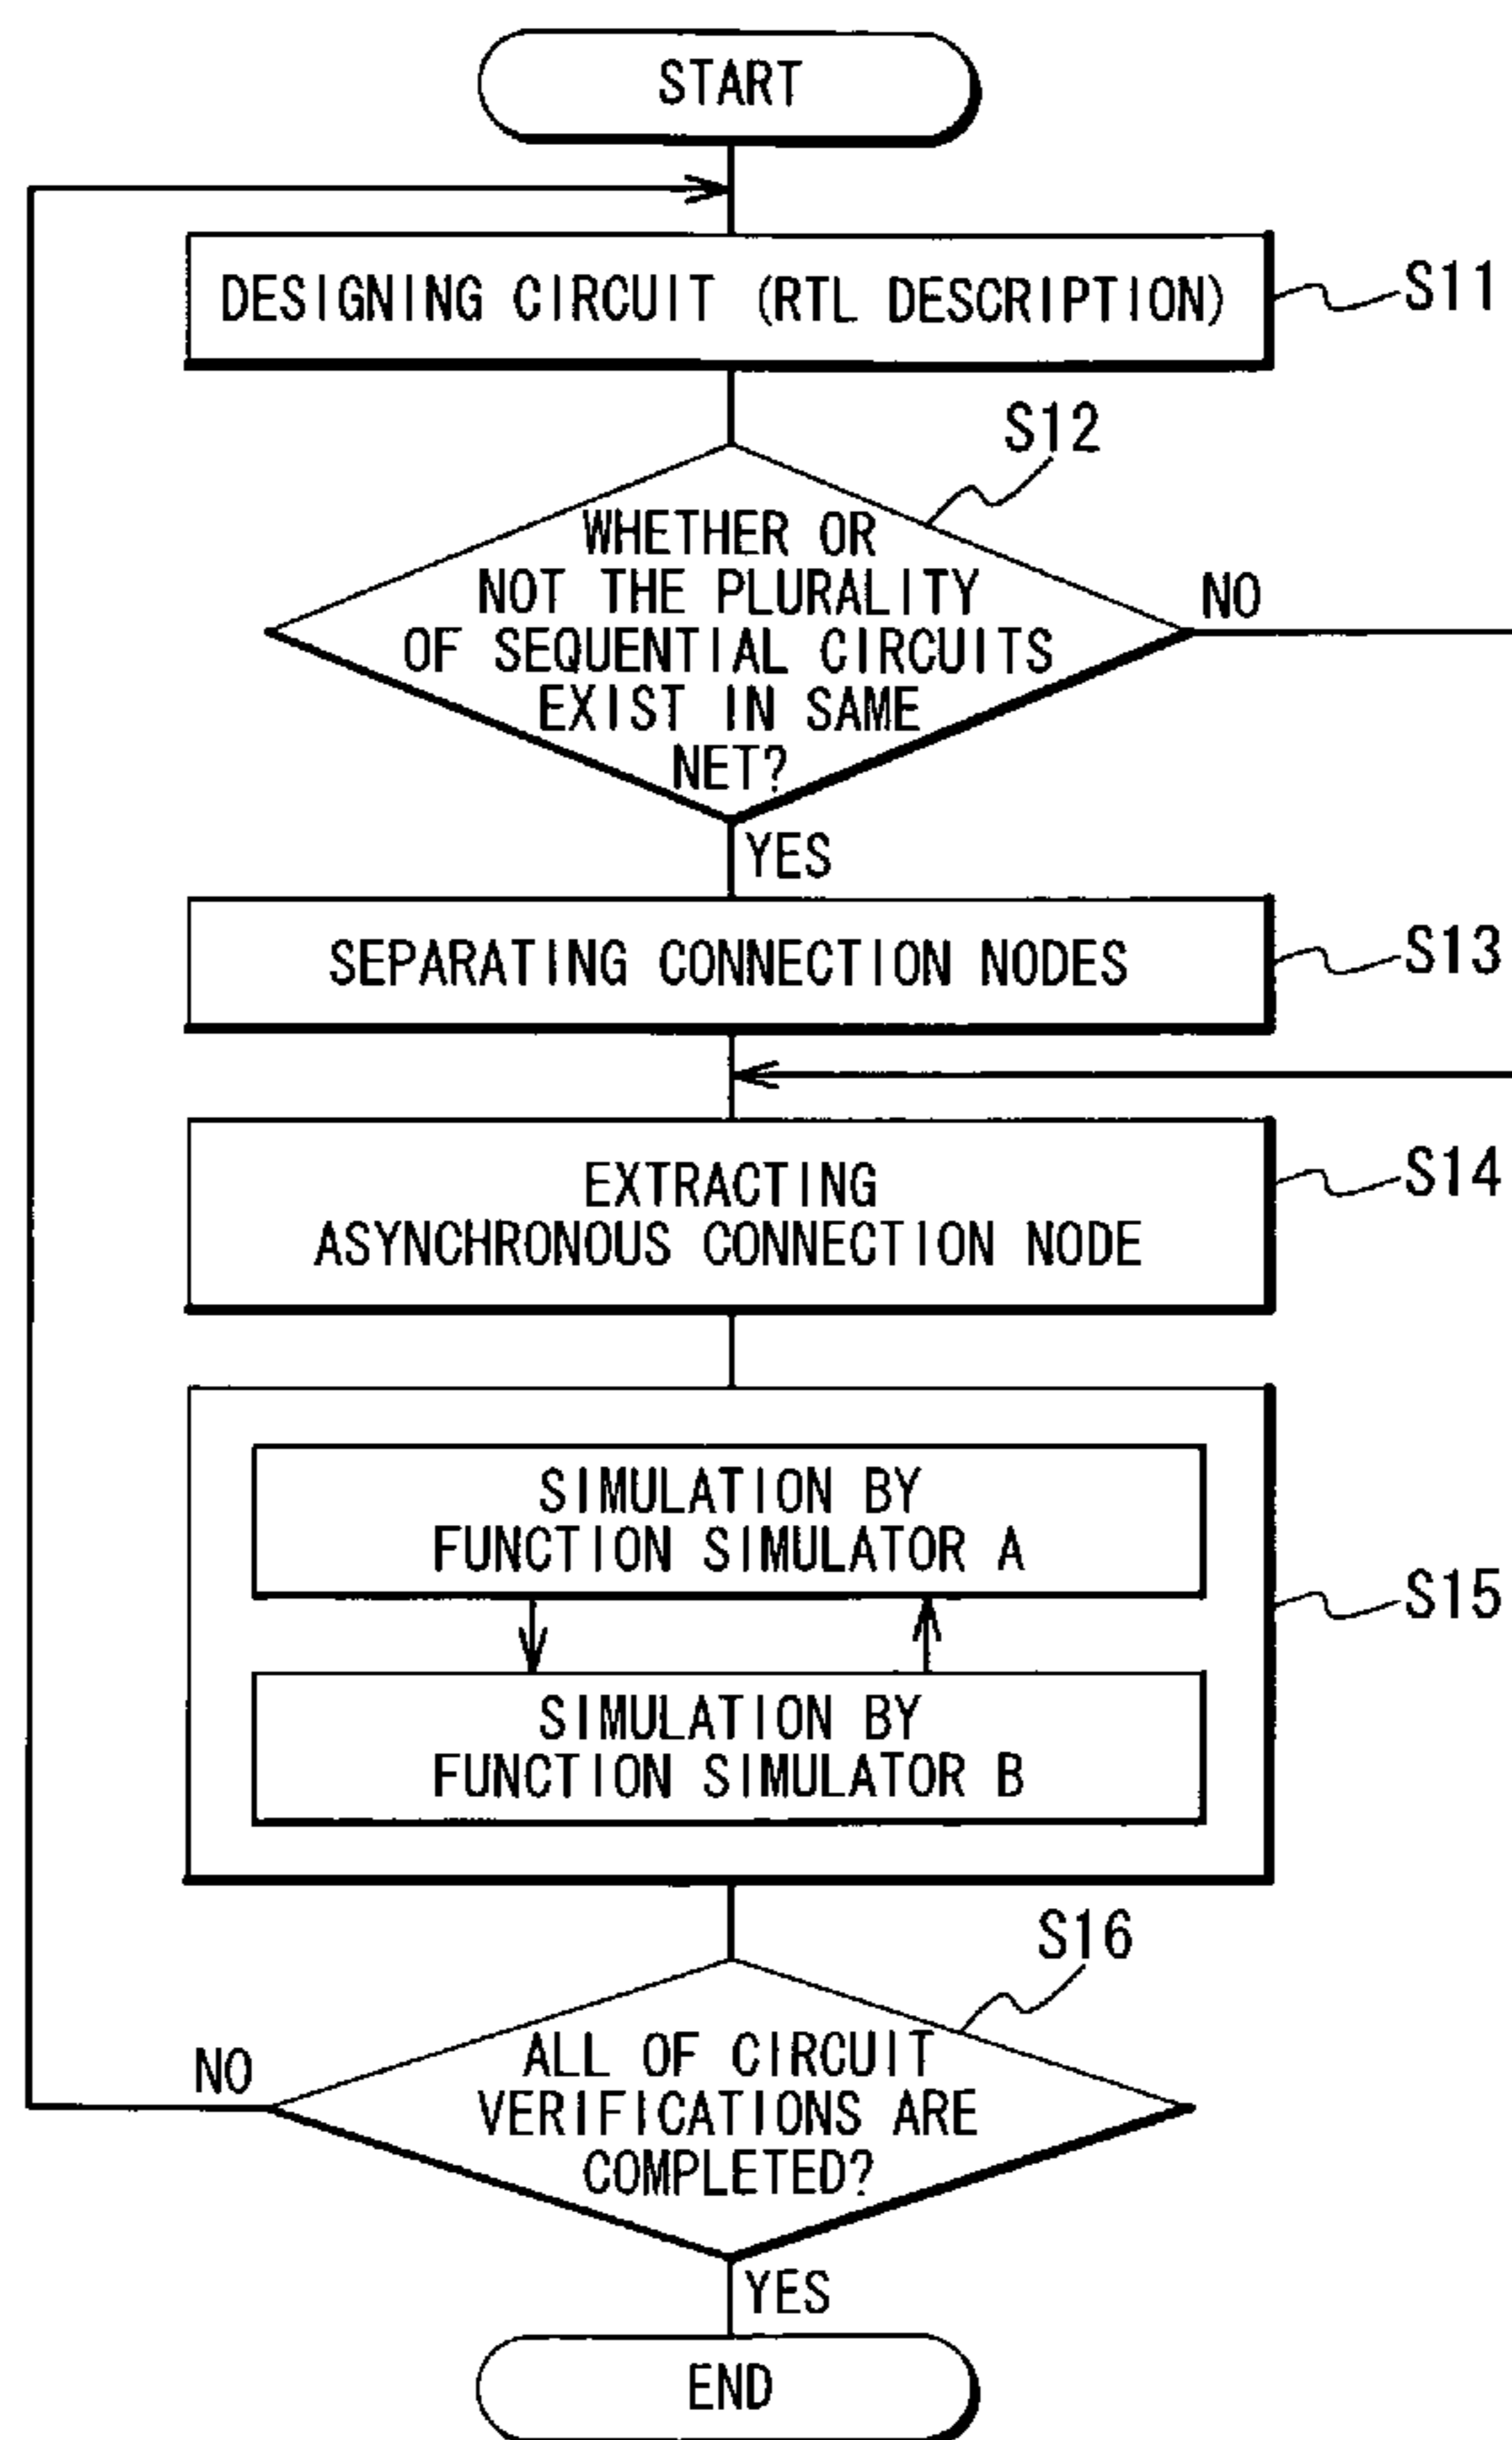 START
DESIGNING CIRCUIT (RTL DESCRIPTION)
S11
S12
WHETHER OR
NOT THE PLURALITY
OF SEQUENTIAL CIRCUITS
EXIST IN SAME
NET?
NO
YES
SEPARATING CONNECTION NODES
S13
EXTRACTING
ASYNCHRONOUS CONNECTION NODE
S14
SIMULATION BY
FUNCTION SIMULATOR A
SIMULATION BY
FUNCTION SIMULATOR B
S15
S16
ALL OF CIRCUIT
VERIFICATIONS ARE
COMPLETED?
NO
YES
END